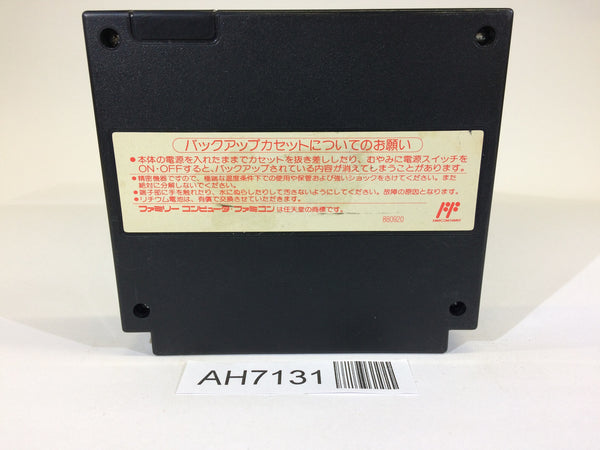 バックアップカセットについてのお願い
●本体の電源を入れたままでカセットを抜き差ししたり、むやみに電源スイッチを
ON・OFFすると、バックアップされている内容が消えてしまうことがあります。
●精密機器ですので、極端な温度条件下での使用や保管および強いショックをさけてください。また
絶対に分解しないでください。
●端子部に手を触れたり、水にぬらしたりして汚さないようにしてください。故障の原因となります。
●リチウム電池は、有償で交換させていただきます。
ファミリーコンピュータ・ファミコンは任天堂の商標です。
880920
FAMICOM FAMILY
AH7131